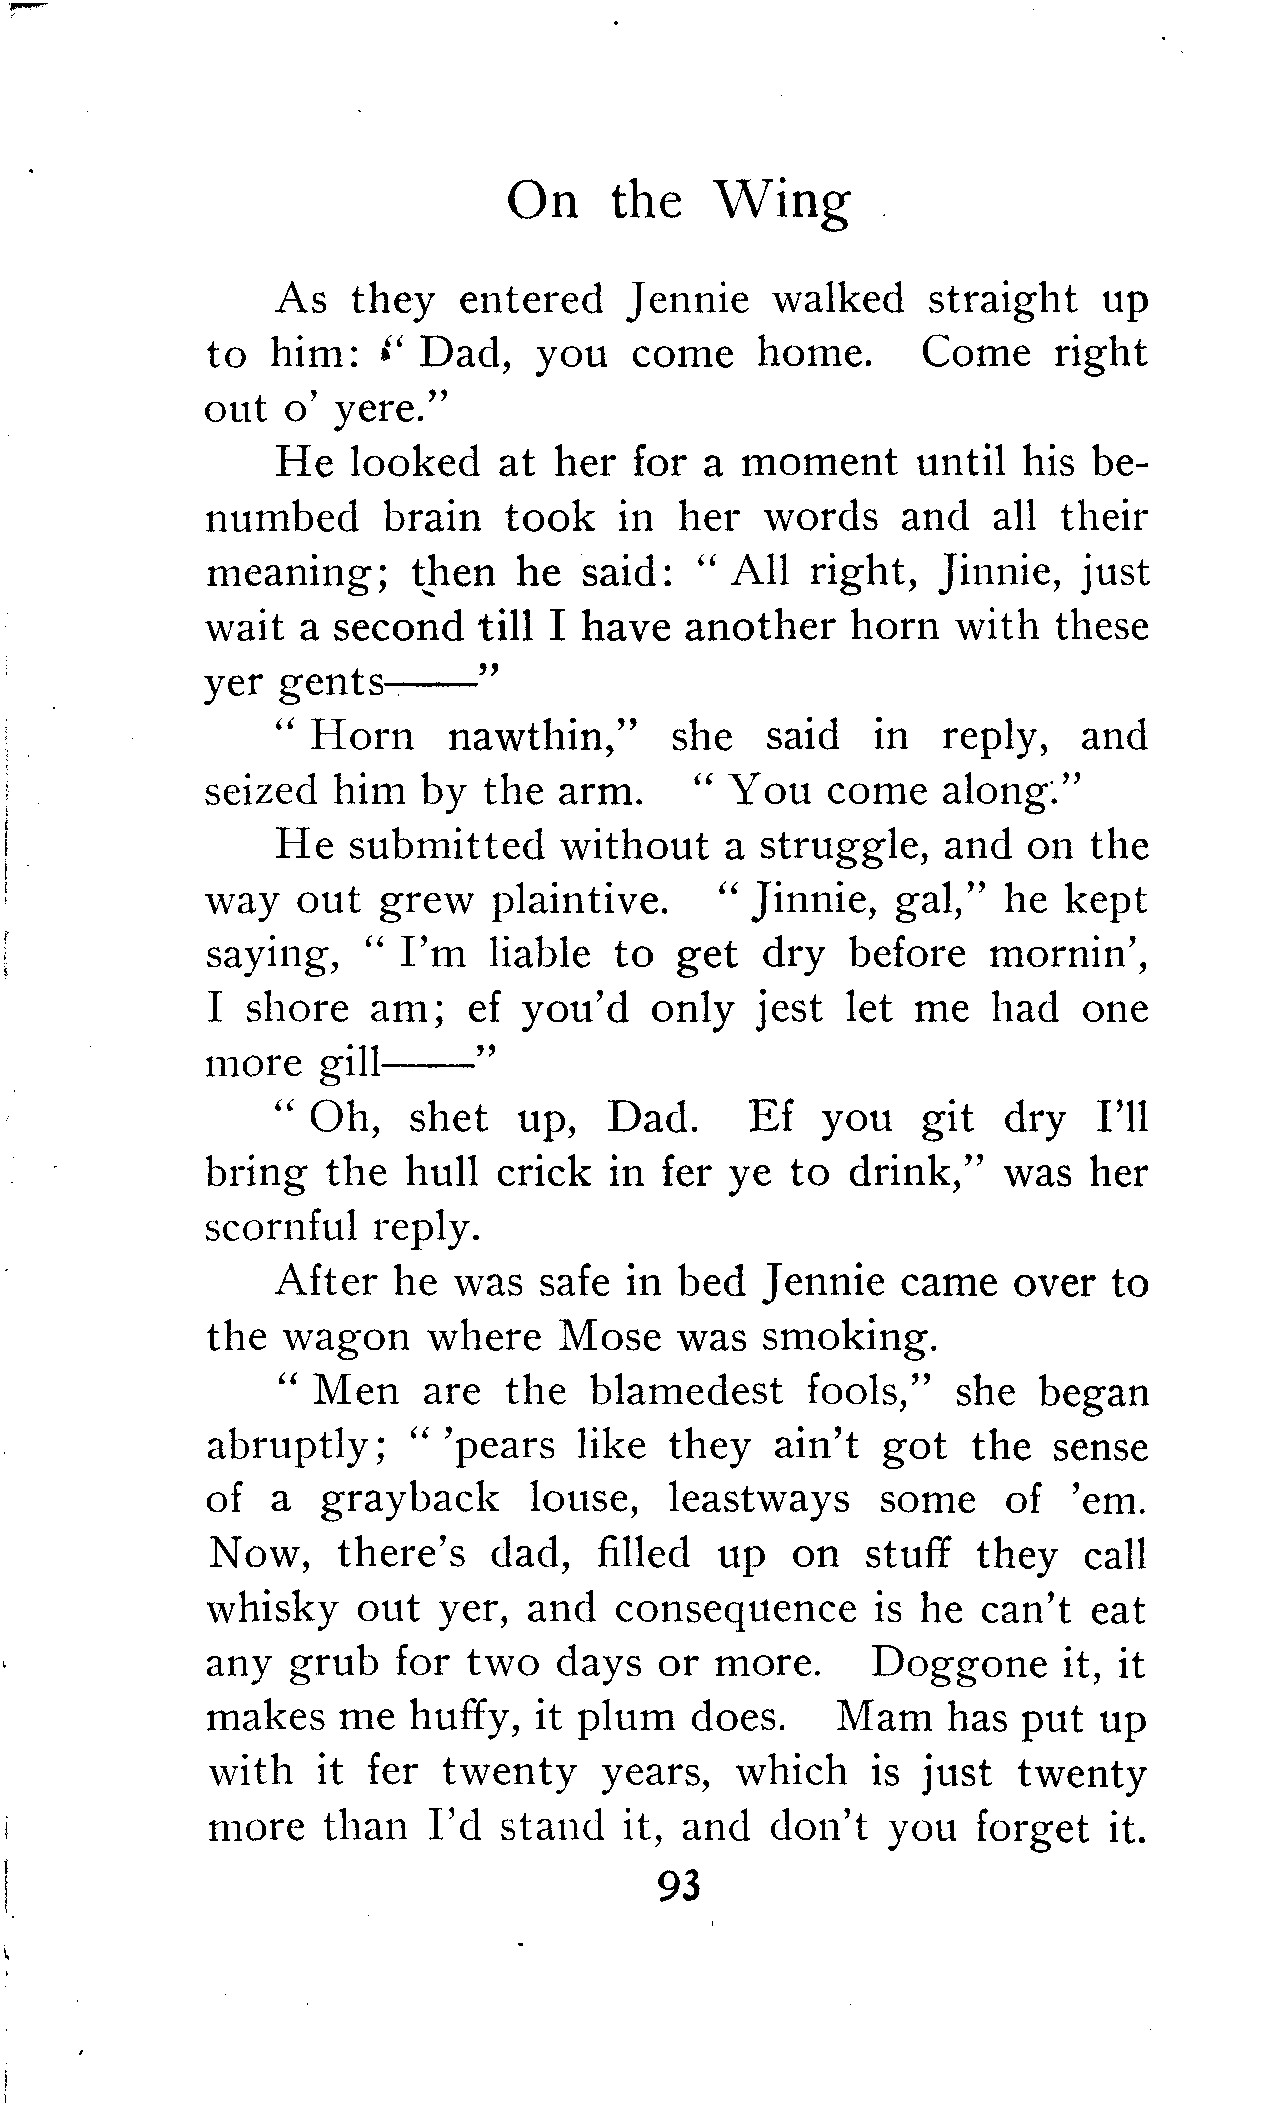 On the Wing
As they entered Jennie walked straight up
to him: “ Dad, you come home. Come right
out o’ yere.”
He looked at her for a moment until his be-
numbed brain took in her words and all their
meaning; then he said: “ All right, Jinnie, just
wait a second till I have another horn with these
yer gents——”
“ Horn nawthin,” she said in reply, and
seized him by the arm. “ You come along.”
He submitted without a struggle, and on the
way out grew plaintive. “ Jinnie, gal,” he kept
saying, “ I’m liable to get dry before mornin’,
I shore am; ef you’d only jest let me had one
more gill——”
“ Oh, shet up, Dad. Ef you git dry I’ll
bring the hull crick in fer ye to drink,” was her
scornful reply.
After he was safe in bed Jennie came over to
the wagon where Mose was smoking.
“ Men are the blamedest fools,” she began
abruptly; “ ’pears like they ain’t got the sense
of a grayback louse, leastways some of ’em.
Now, there’s dad, filled up on stuff they call
whisky out yer, and consequence is he can’t eat
any grub for two days or more. Doggone it, it
makes me huffy, it plum does. Mam has put up
with it fer twenty years, which is just twenty
more than I’d stand it, and don’t you forget it.
93